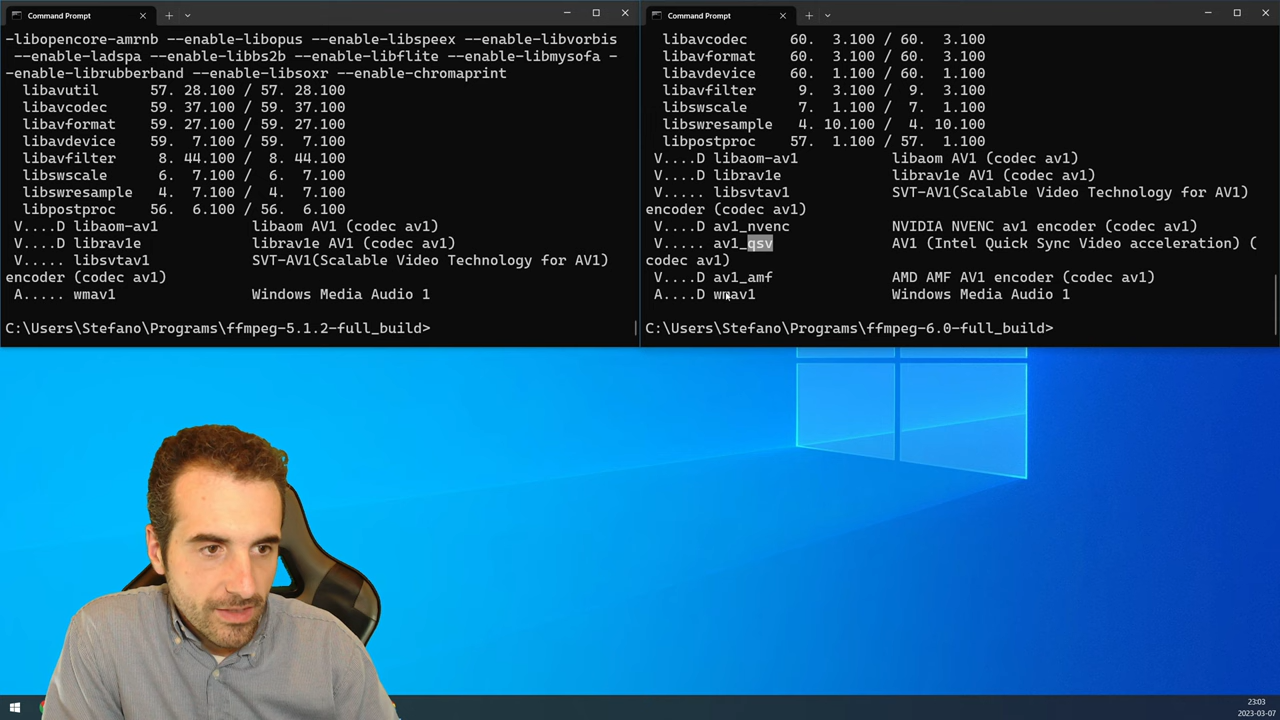 Command Prompt
-libopencore-amrnb --enable-libopus --enable-libspeex --enable-libvorbis
--enable-ladspa --enable-libbs2b --enable-libflite --enable-libmysofa -
-enable-librubberband --enable-libsoxr --enable-chromaprint
libavutil 57. 28.100 / 57. 28.100
libavcodec 59. 37.100 / 59. 37.100
libavformat 59. 27.100 / 59. 27.100
libavdevice 59. 7.100 / 59. 7.100
libavfilter 8. 44.100 / 8. 44.100
libswscale 6. 7.100 / 6. 7.100
libswresample 4. 7.100 / 4. 7.100
libpostproc 56. 6.100 / 56. 6.100
V....D libaom-av1 libaom AV1 (codec av1)
V....D librav1e librav1e AV1 (codec av1)
V..... libsvtav1 SVT-AV1(Scalable Video Technology for AV1)
encoder (codec av1)
A..... wmav1 Windows Media Audio 1
C:\Users\Stefano\Programs\ffmpeg-5.1.2-full_build>
Command Prompt
libavcodec 60. 3.100 / 60. 3.100
libavformat 60. 3.100 / 60. 3.100
libavdevice 60. 1.100 / 60. 1.100
libavfilter 9. 3.100 / 9. 3.100
libswscale 7. 1.100 / 7. 1.100
libswresample 4. 10.100 / 4. 10.100
libpostproc 57. 1.100 / 57. 1.100
V....D libaom-av1 libaom AV1 (codec av1)
V....D librav1e librav1e AV1 (codec av1)
V..... libsvtav1 SVT-AV1(Scalable Video Technology for AV1)
encoder (codec av1)
V....D av1_nvenc NVIDIA NVENC av1 encoder (codec av1)
V..... av1_qsv AV1 (Intel Quick Sync Video acceleration) (
codec av1)
V....D av1_amf AMD AMF AV1 encoder (codec av1)
A....D wmav1 Windows Media Audio 1
C:\Users\Stefano\Programs\ffmpeg-6.0-full_build>
23:03
2023-03-07